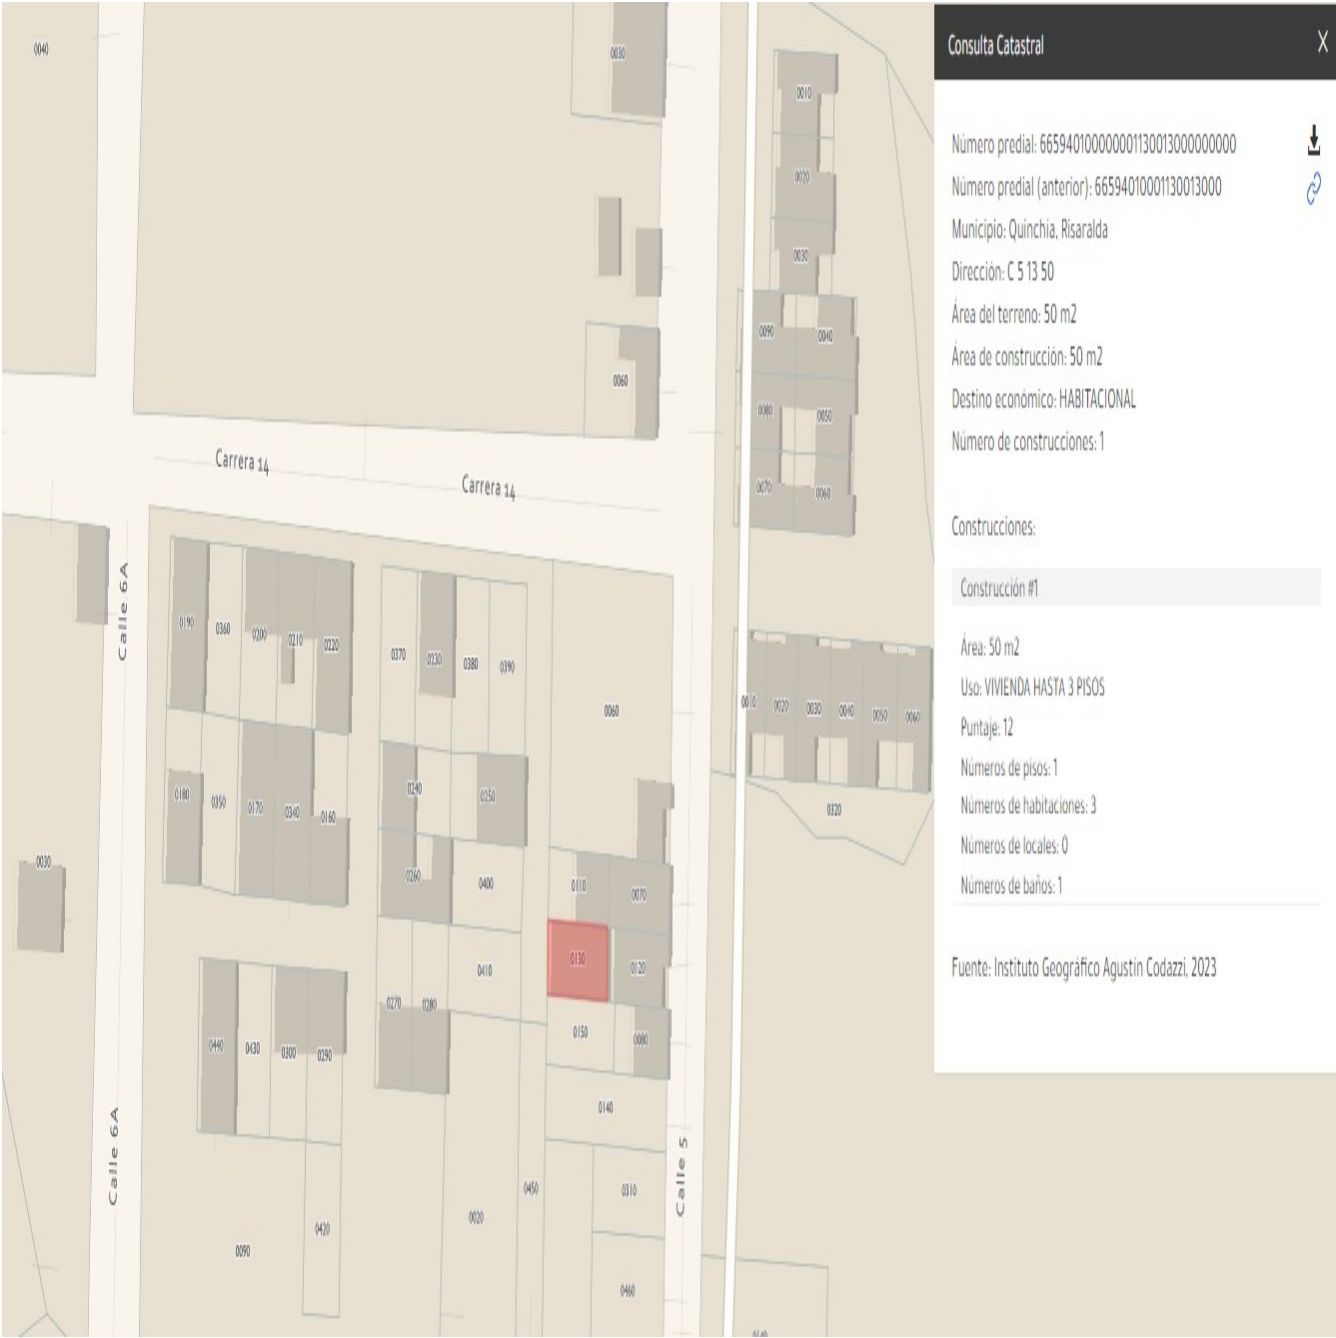 Consulta Catastral
Número predial: 665940100000001130013000000000
Número predial (anterior): 66594010001130013000
Municipio: Quinchía, Risaralda
Dirección: C 5 13 50
Área del terreno: 50 m2
Área de construcción: 50 m2
Destino económico: HABITACIONAL
Número de construcciones: 1
Construcciones:
Construcción #1
Área: 50 m2
Uso: VIVIENDA HASTA 3 PISOS
Puntaje: 12
Números de pisos: 1
Números de habitaciones: 3
Números de locales: 0
Números de baños: 1
Fuente: Instituto Geográfico Agustín Codazzi, 2023
0040
0030
0010
0020
0030
0090
0040
0060
0080
0050
0070
0060
Carrera 14
Carrera 14
Calle 6A
0190
0360
0200
0210
0220
0370
0230
0380
0390
0060
0010
0020
0030
0040
0050
0060
0180
0350
0170
0340
0160
0240
0250
0320
0030
0260
0400
0110
0070
0410
0130
0120
0270
0280
0150
0080
0440
0430
0300
0290
0140
Calle 6A
Calle 5
0450
0310
0020
0420
0090
0460